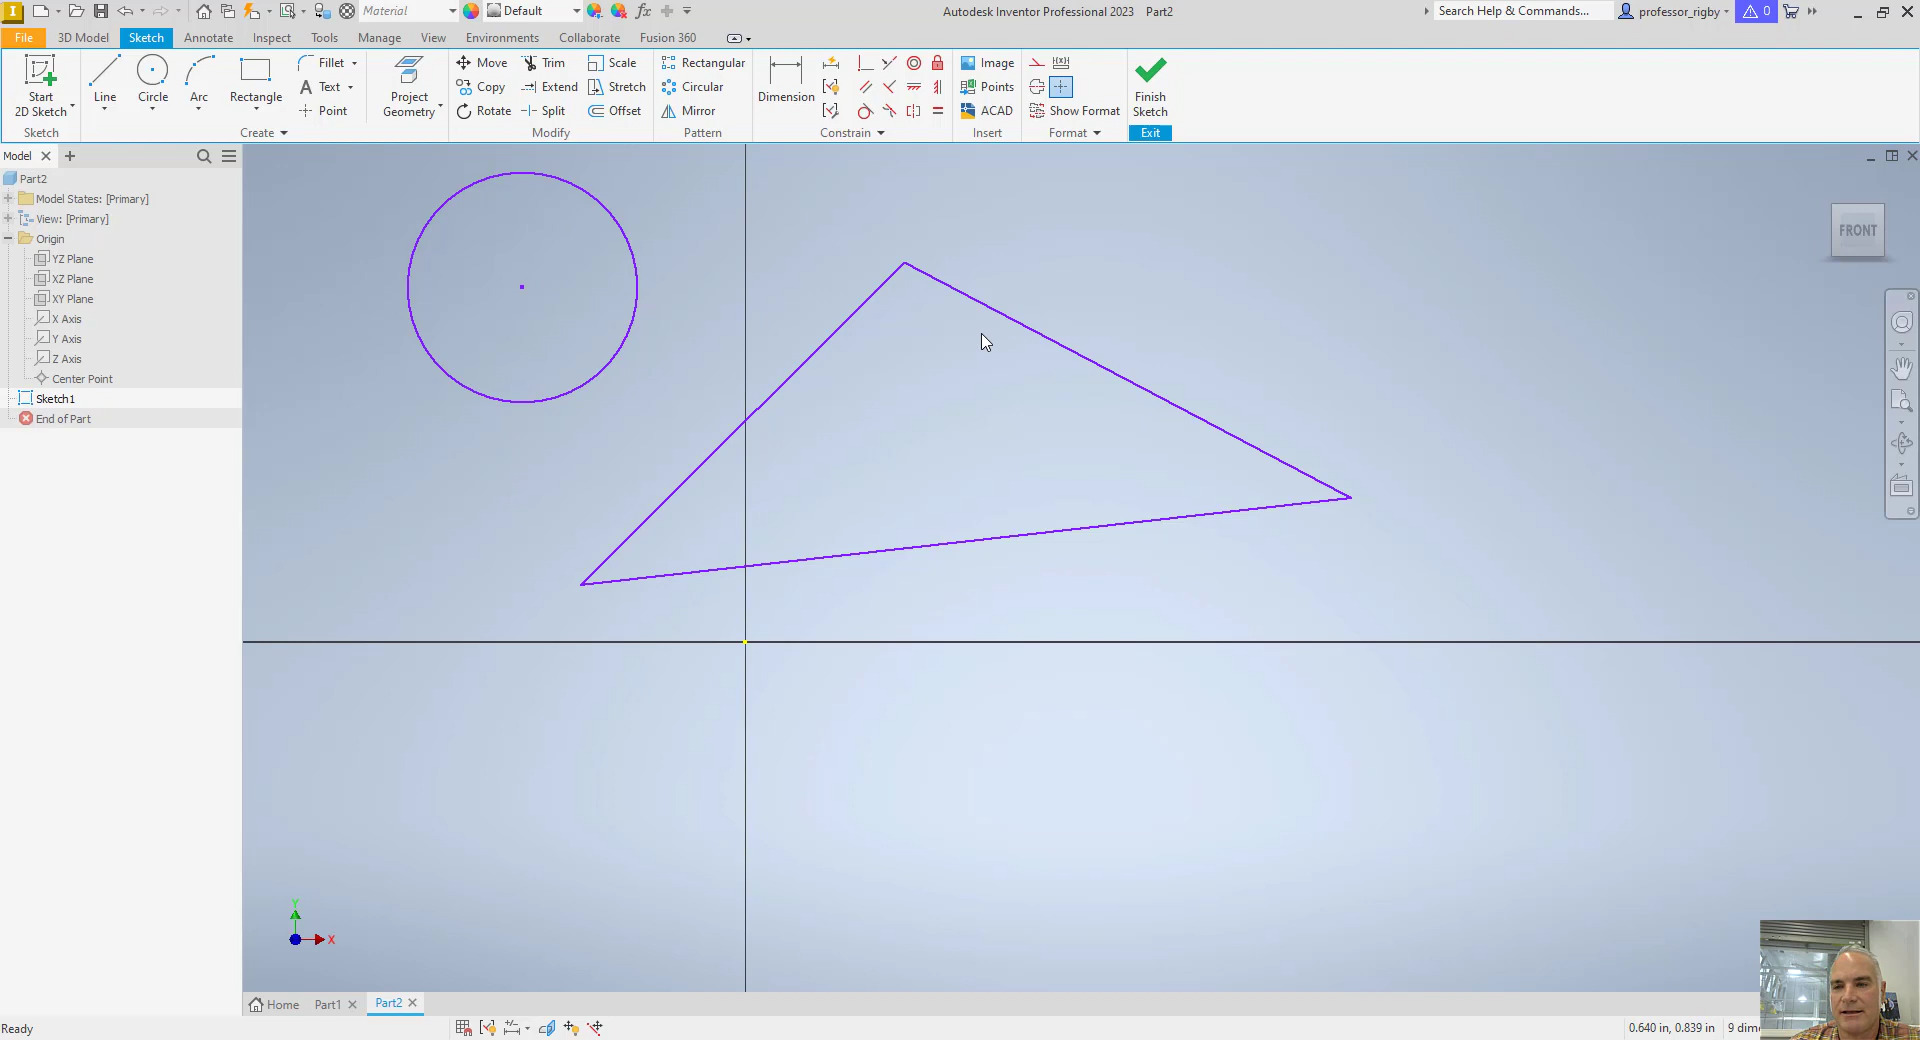 I Material Default fx Autodesk Inventor Professional 2023 Part2 Search Help & Commands... professor_rigby 0
File 3D Model Sketch Annotate Inspect Tools Manage View Environments Collaborate Fusion 360
Start 2D Sketch Line Circle Arc Rectangle Fillet Text Point Project Geometry Move Copy Rotate Trim Extend Split Scale Stretch Offset Rectangular Circular Mirror Dimension Image Points ACAD Show Format Finish Sketch
Sketch Create Modify Pattern Constrain Insert Format Exit
Model
Part2
Model States: [Primary]
View: [Primary]
Origin
YZ Plane
XZ Plane
XY Plane
X Axis
Y Axis
Z Axis
Center Point
Sketch1
End of Part
FRONT
Y
X
Home Part1 Part2
Ready 0.640 in, 0.839 in 9 dime